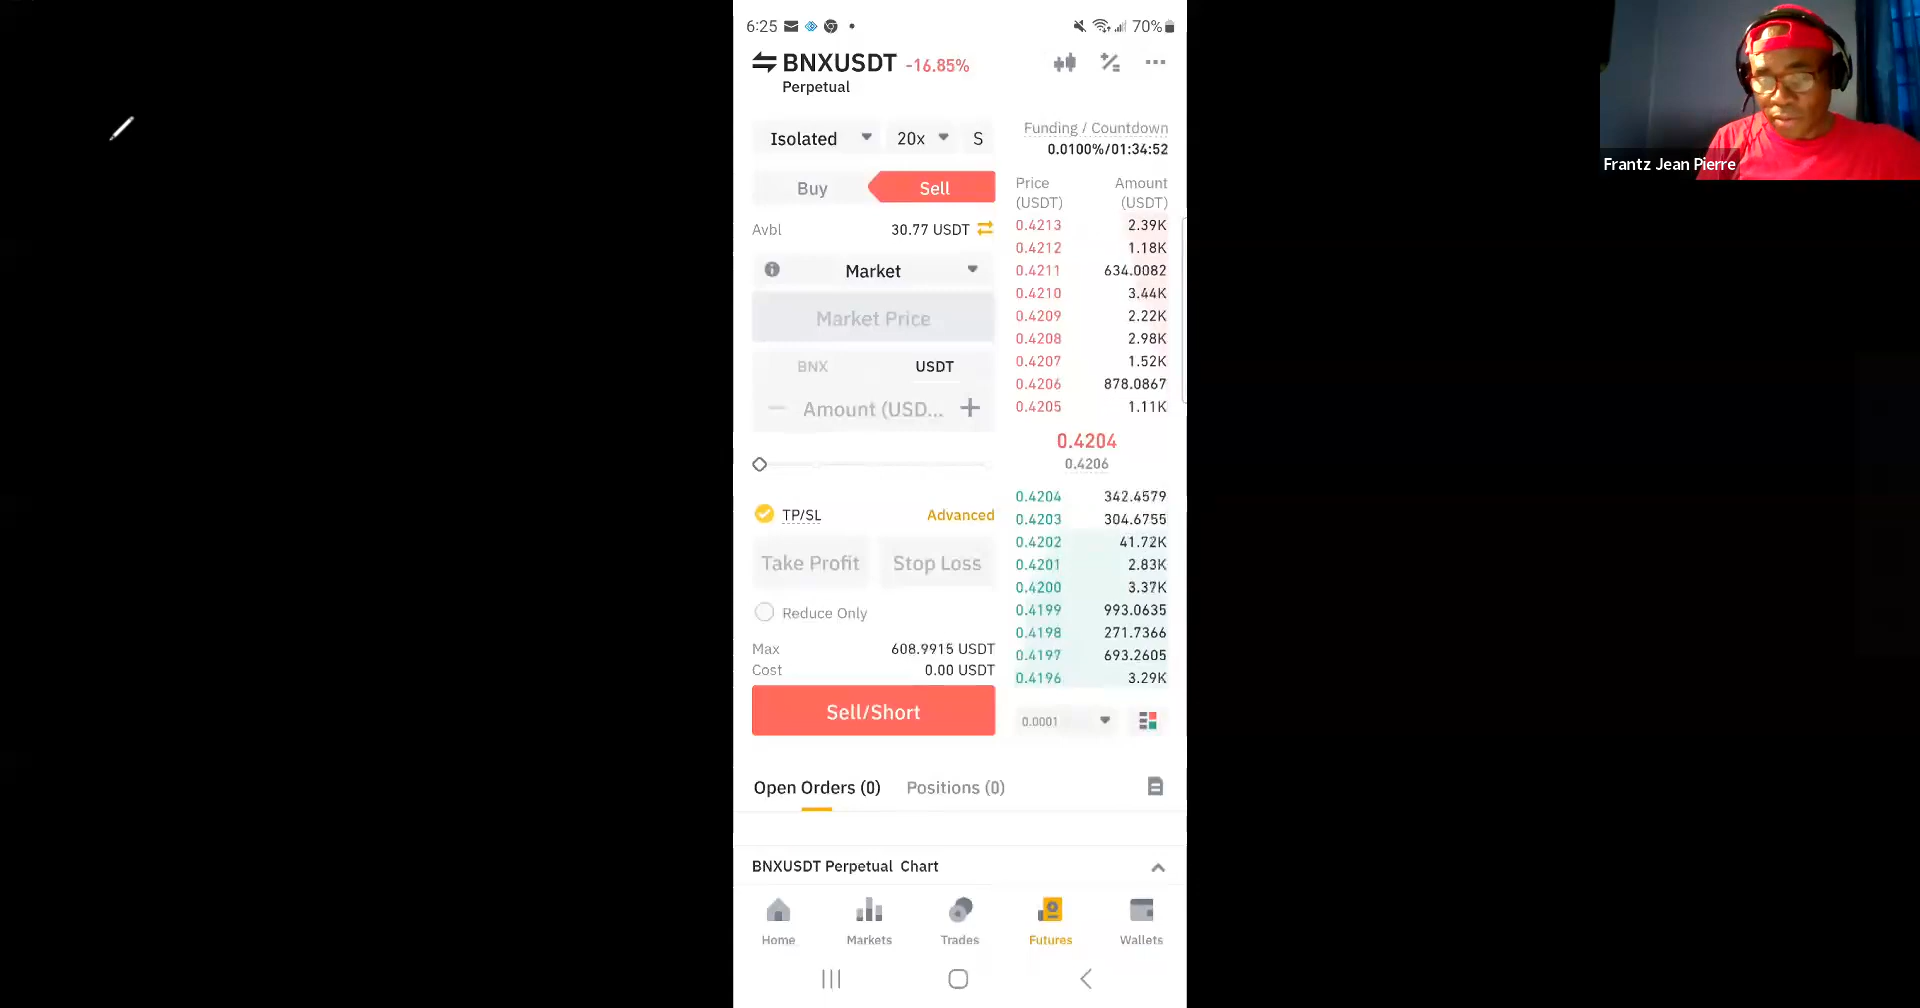 6:25
70%
BNXUSDT -16.85%
Perpetual
Isolated 20x S
Funding / Countdown
0.0100%/01:34:52
Buy Sell
Avbl 30.77 USDT
Market
Market Price
BNX USDT
Amount (USD...
TP/SL Advanced
Take Profit Stop Loss
Reduce Only
Max 608.9915 USDT
Cost 0.00 USDT
Sell/Short
Price Amount
(USDT) (USDT)
0.4213 2.39K
0.4212 1.18K
0.4211 634.0082
0.4210 3.44K
0.4209 2.22K
0.4208 2.98K
0.4207 1.52K
0.4206 878.0867
0.4205 1.11K
0.4204
0.4206
0.4204 342.4579
0.4203 304.6755
0.4202 41.72K
0.4201 2.83K
0.4200 3.37K
0.4199 993.0635
0.4198 271.7366
0.4197 693.2605
0.4196 3.29K
0.0001
Open Orders (0) Positions (0)
BNXUSDT Perpetual Chart
Home Markets Trades Futures Wallets
Frantz Jean Pierre